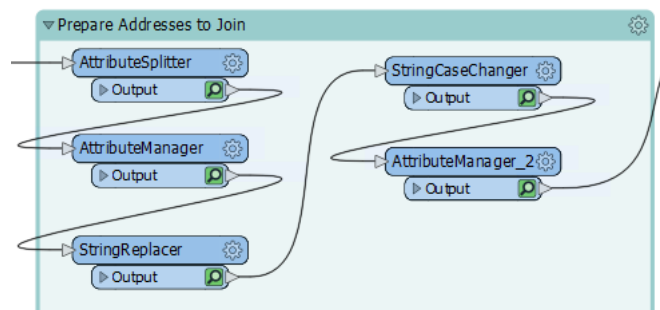 Prepare Addresses to Join
AttributeSplitter
Output
AttributeManager
Output
StringReplacer
Output
StringCaseChanger
Output
AttributeManager_2
Output